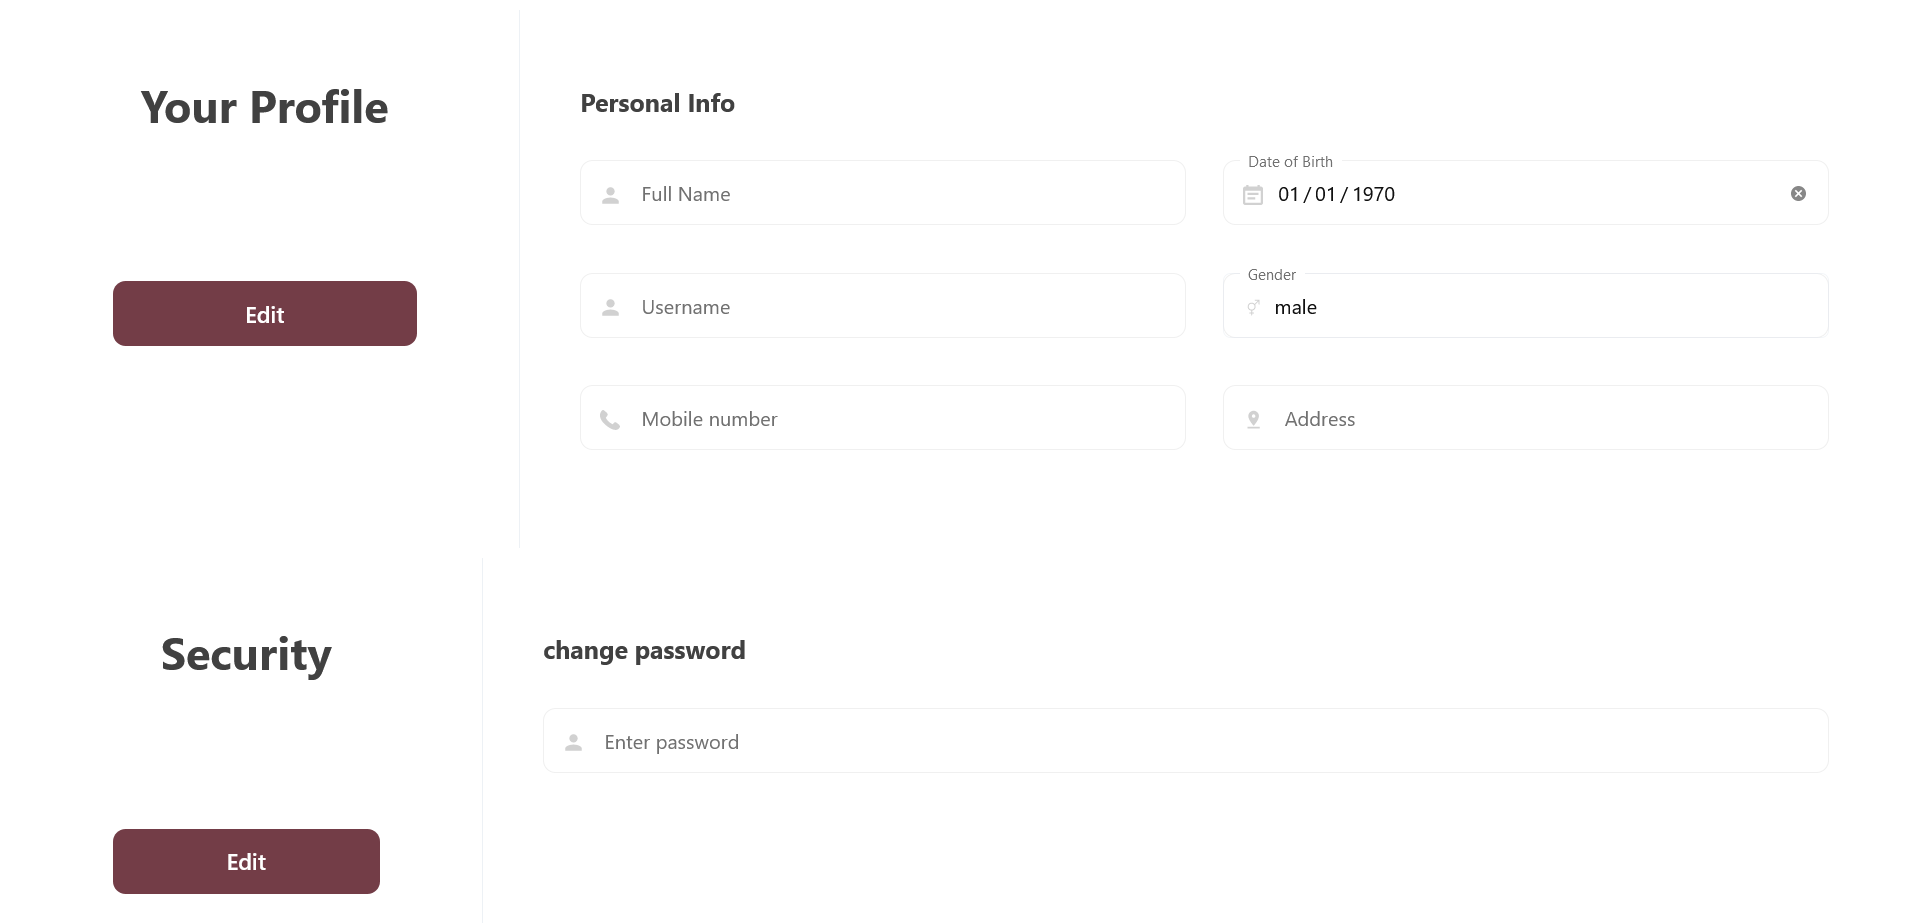 Your Profile
Edit
Personal Info
Full Name
Date of Birth
01 / 01 / 1970
Username
Gender
male
Mobile number
Address
Security
Edit
change password
Enter password